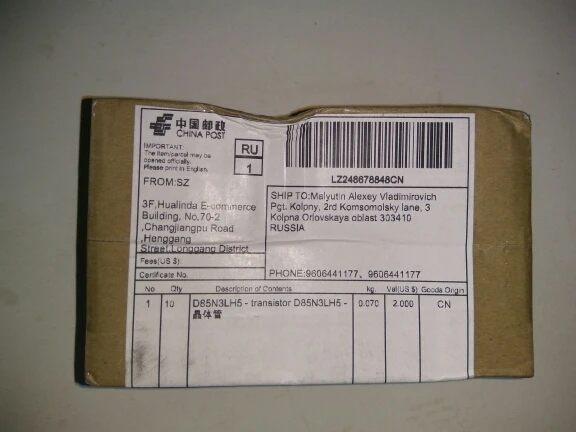 中国邮政
CHINA POST
IMPORTANT:
The item/parcel may be
opened officially.
Please print in English.
RU
1
LZ248678848CN
FROM:SZ
3F,Hualinda E-commerce
Building, No.70-2
,Changjiangpu Road
,Henggang
Street,Longgang District
SHIP TO:Malyutin Alexey Vladimirovich
Pgt. Kolpny, 2rd Komsomolsky lane, 3
Kolpna Orlovskaya oblast 303410
RUSSIA
PHONE:9606441177、9606441177
Fees(US $):
Certificate No.
No Qty Description of Contents kg. Val(US $) Goods Origin
1 10 D85N3LH5 - transistor D85N3LH5 - 0.070 2.000 CN
晶体管